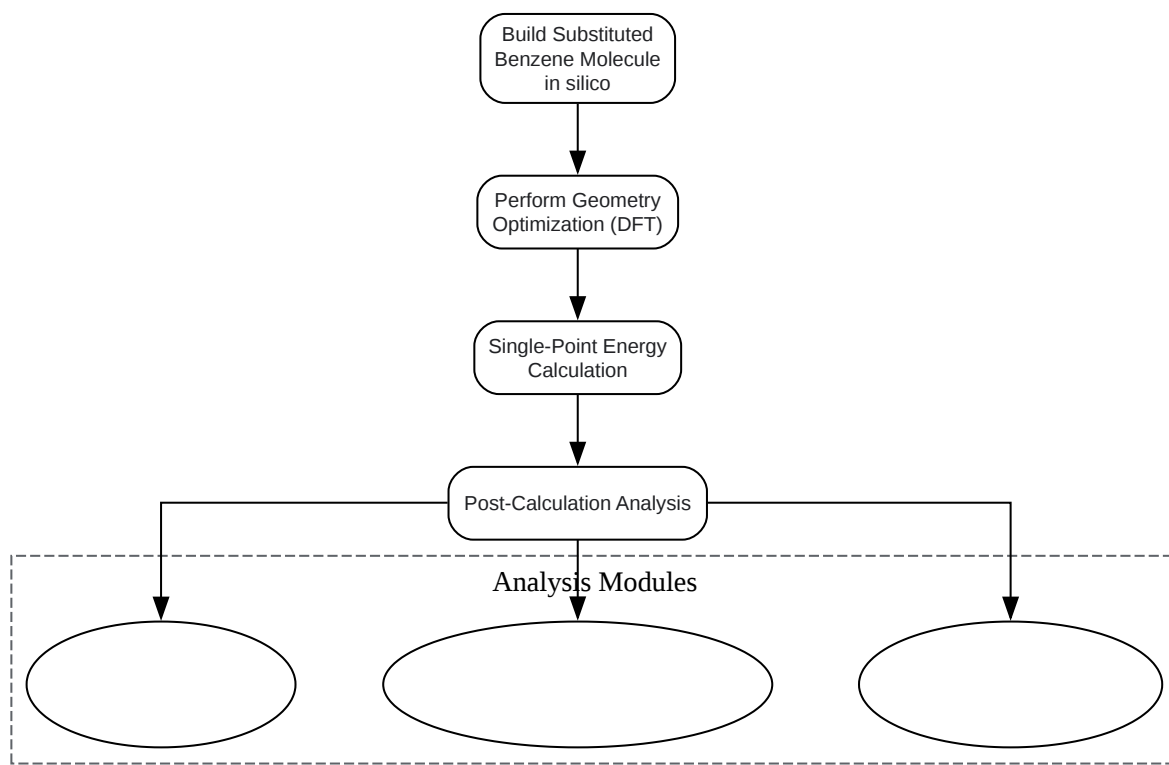 Build Substituted
Benzene Molecule
in silico
Perform Geometry
Optimization (DFT)
Single-Point Energy
Calculation
Post-Calculation Analysis
Analysis Modules